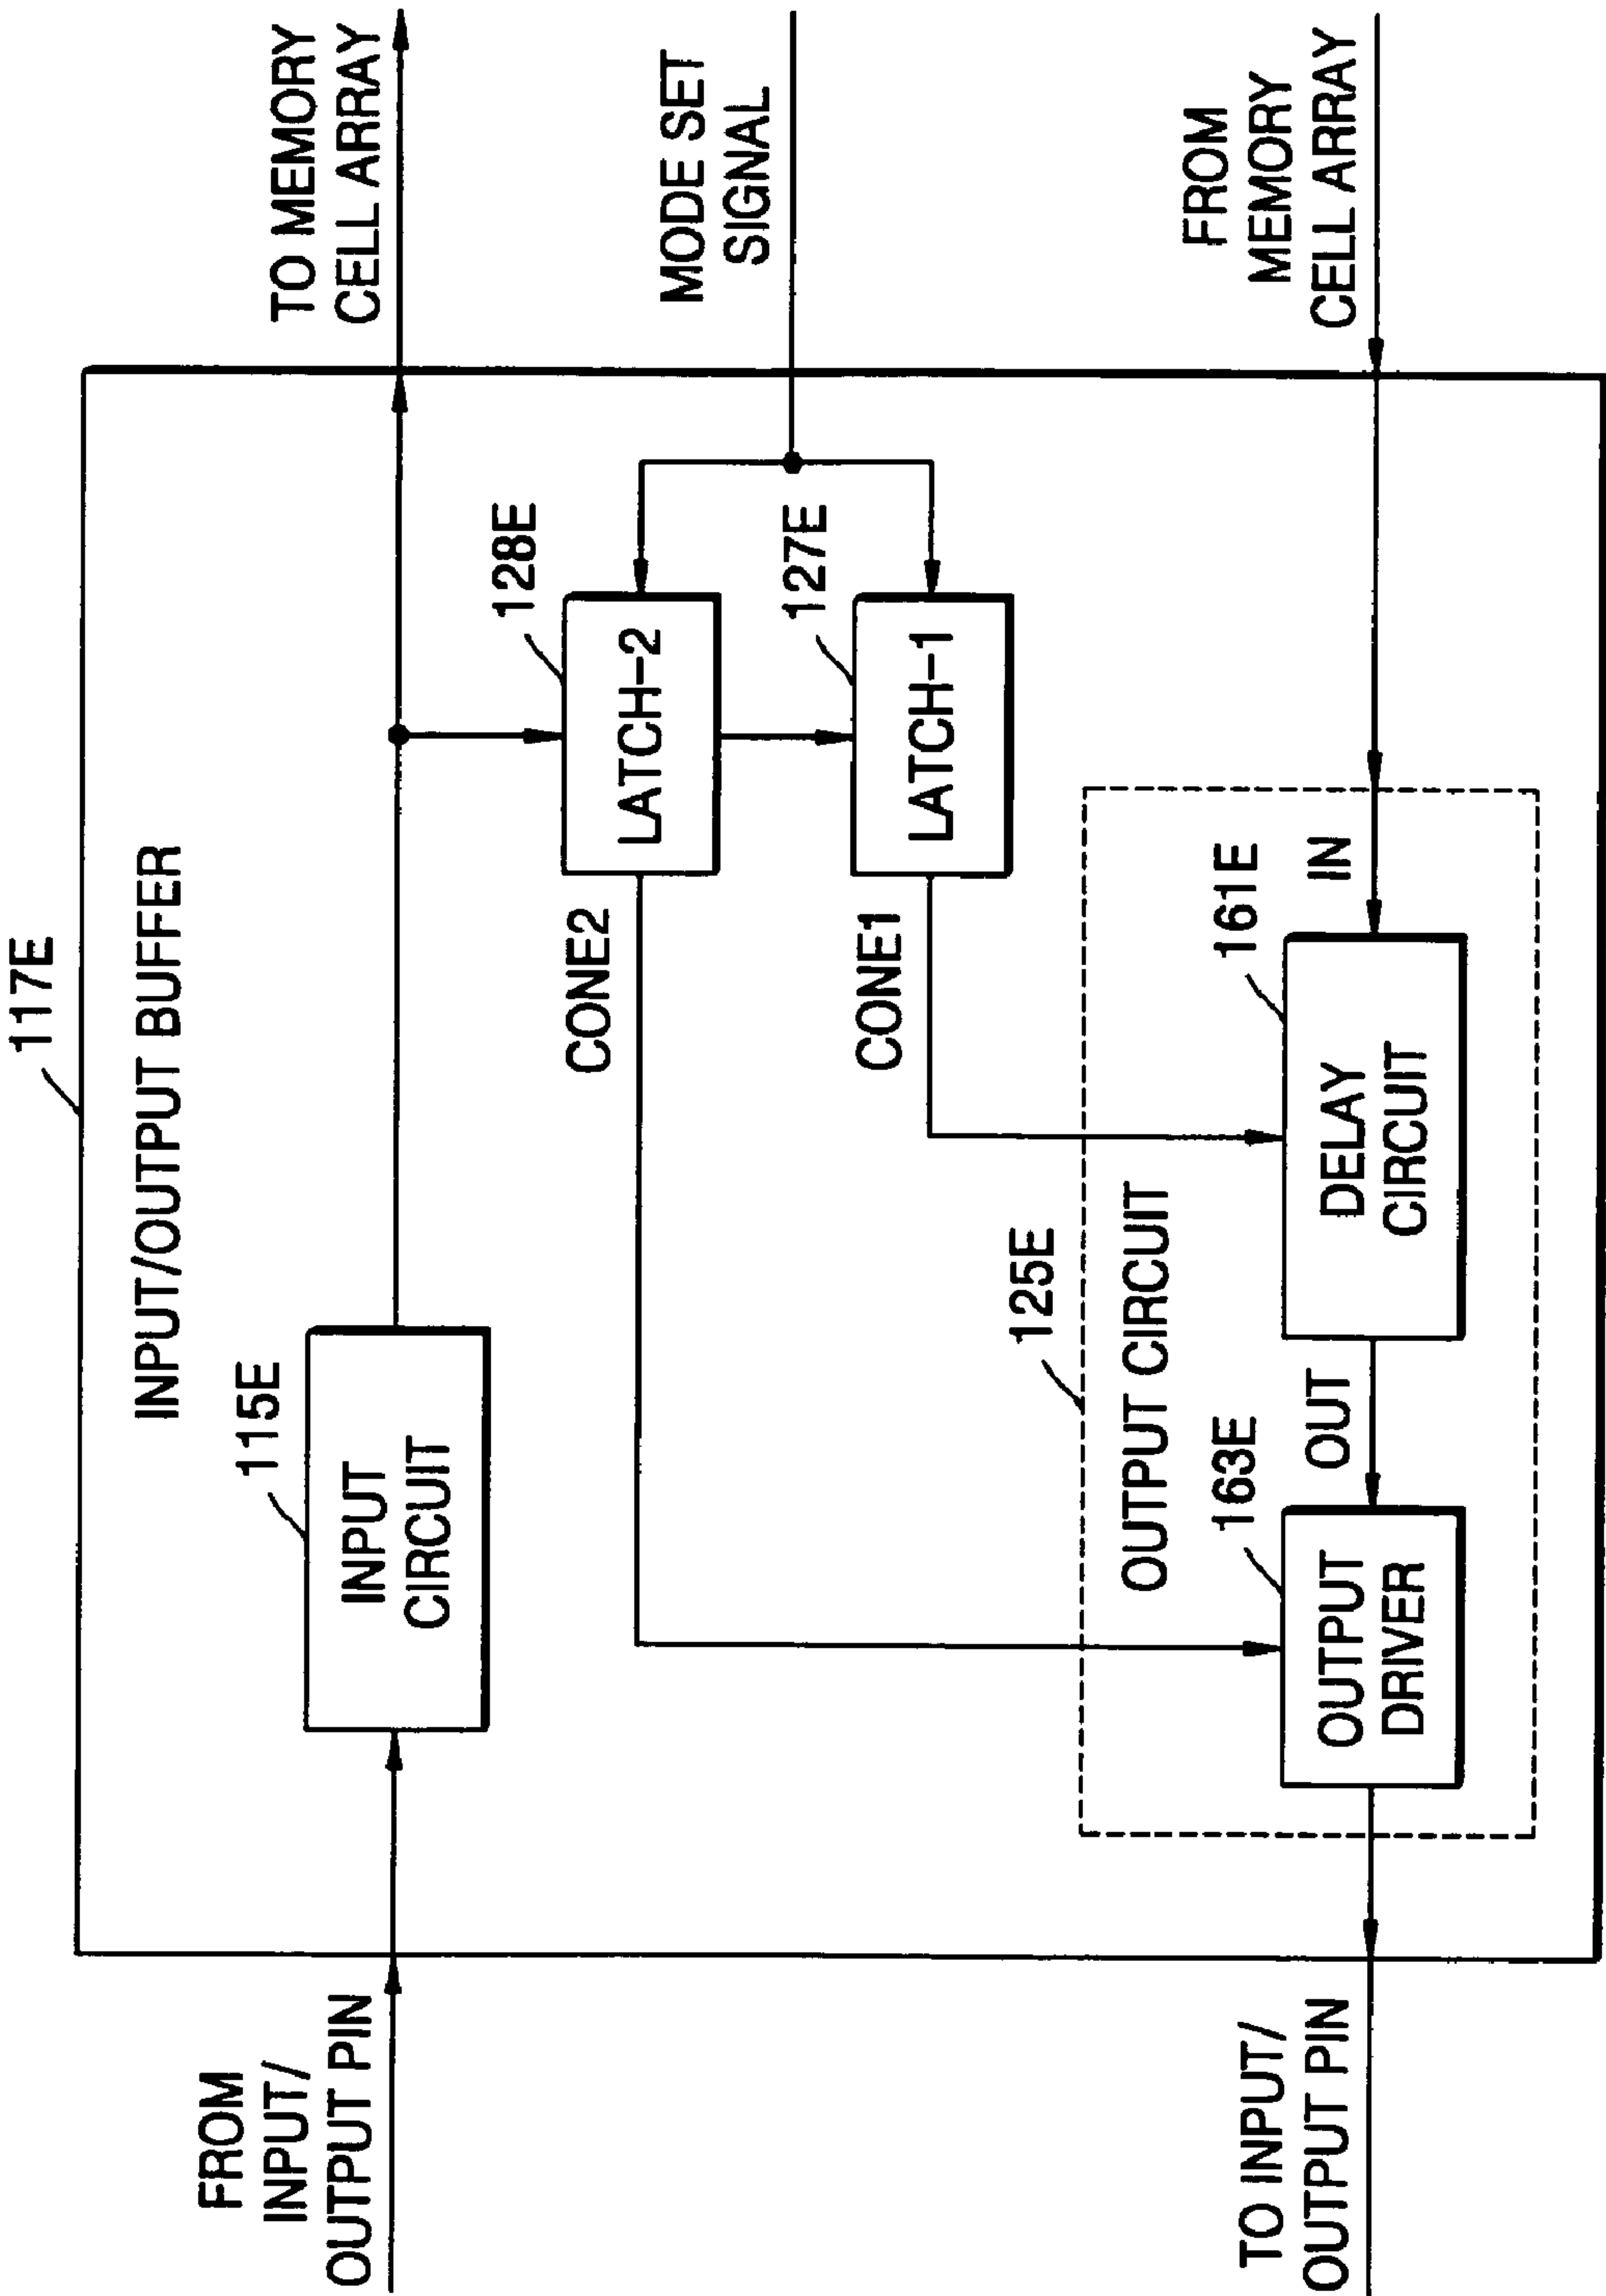 117E
INPUT/OUTPUT BUFFER
FROM
INPUT/
OUTPUT PIN
115E
INPUT
CIRCUIT
TO MEMORY
CELL ARRAY
128E
LATCH-2
CONE2
MODE SET
SIGNAL
127E
LATCH-1
CONE1
125E
OUTPUT CIRCUIT
TO INPUT/
OUTPUT PIN
163E
OUTPUT
DRIVER
OUT
161E
DELAY
CIRCUIT
IN
FROM
MEMORY
CELL ARRAY